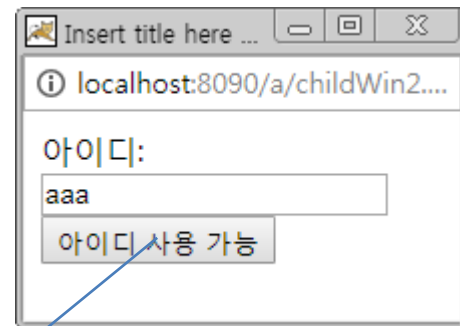 Insert title here ...
localhost:8090/a/childWin2....
아이디:
aaa
아이디 사용 가능